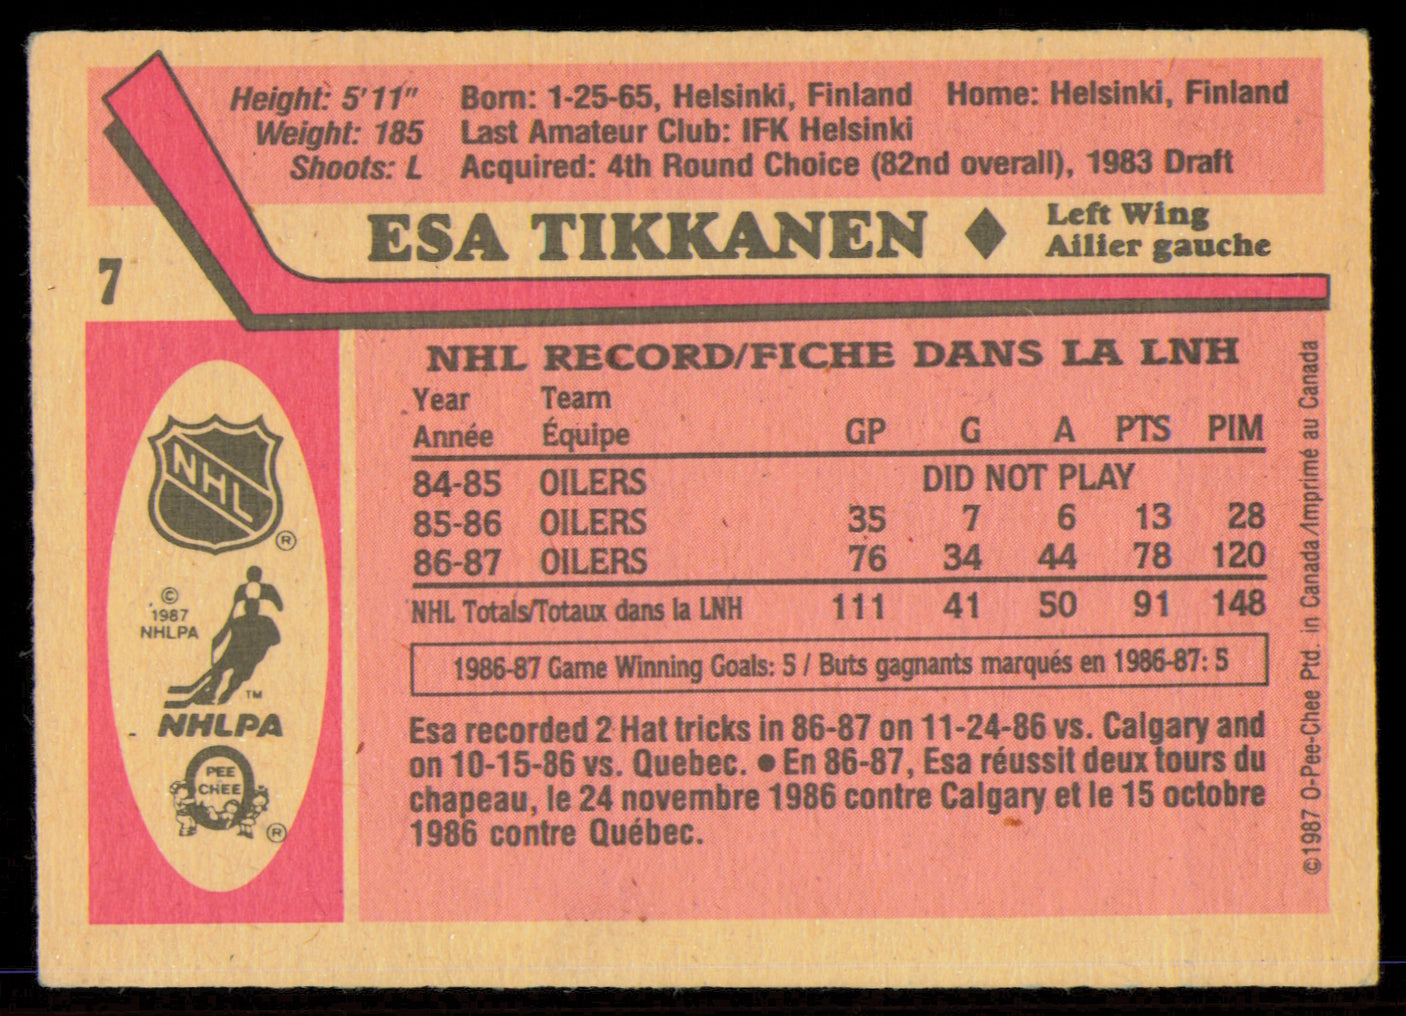 Height: 5'11" Born: 1-25-65, Helsinki, Finland Home: Helsinki, Finland
Weight: 185 Last Amateur Club: IFK Helsinki
Shoots: L Acquired: 4th Round Choice (82nd overall), 1983 Draft
ESA TIKKANEN ♦ Left Wing
Ailier gauche
7
NHL RECORD/FICHE DANS LA LNH
Year Team
Année Équipe GP G A PTS PIM
84-85 OILERS DID NOT PLAY
85-86 OILERS 35 7 6 13 28
86-87 OILERS 76 34 44 78 120
NHL Totals/Totaux dans la LNH 111 41 50 91 148
1986-87 Game Winning Goals: 5 / Buts gagnants marqués en 1986-87: 5
Esa recorded 2 Hat tricks in 86-87 on 11-24-86 vs. Calgary and
on 10-15-86 vs. Quebec. ● En 86-87, Esa réussit deux tours du
chapeau, le 24 novembre 1986 contre Calgary et le 15 octobre
1986 contre Québec.
NHL
®
©
1987
NHLPA
TM
NHLPA
O
PEE
CHEE
®
©1987 O-Pee-Chee Ptd. in Canada/Imprimé au Canada